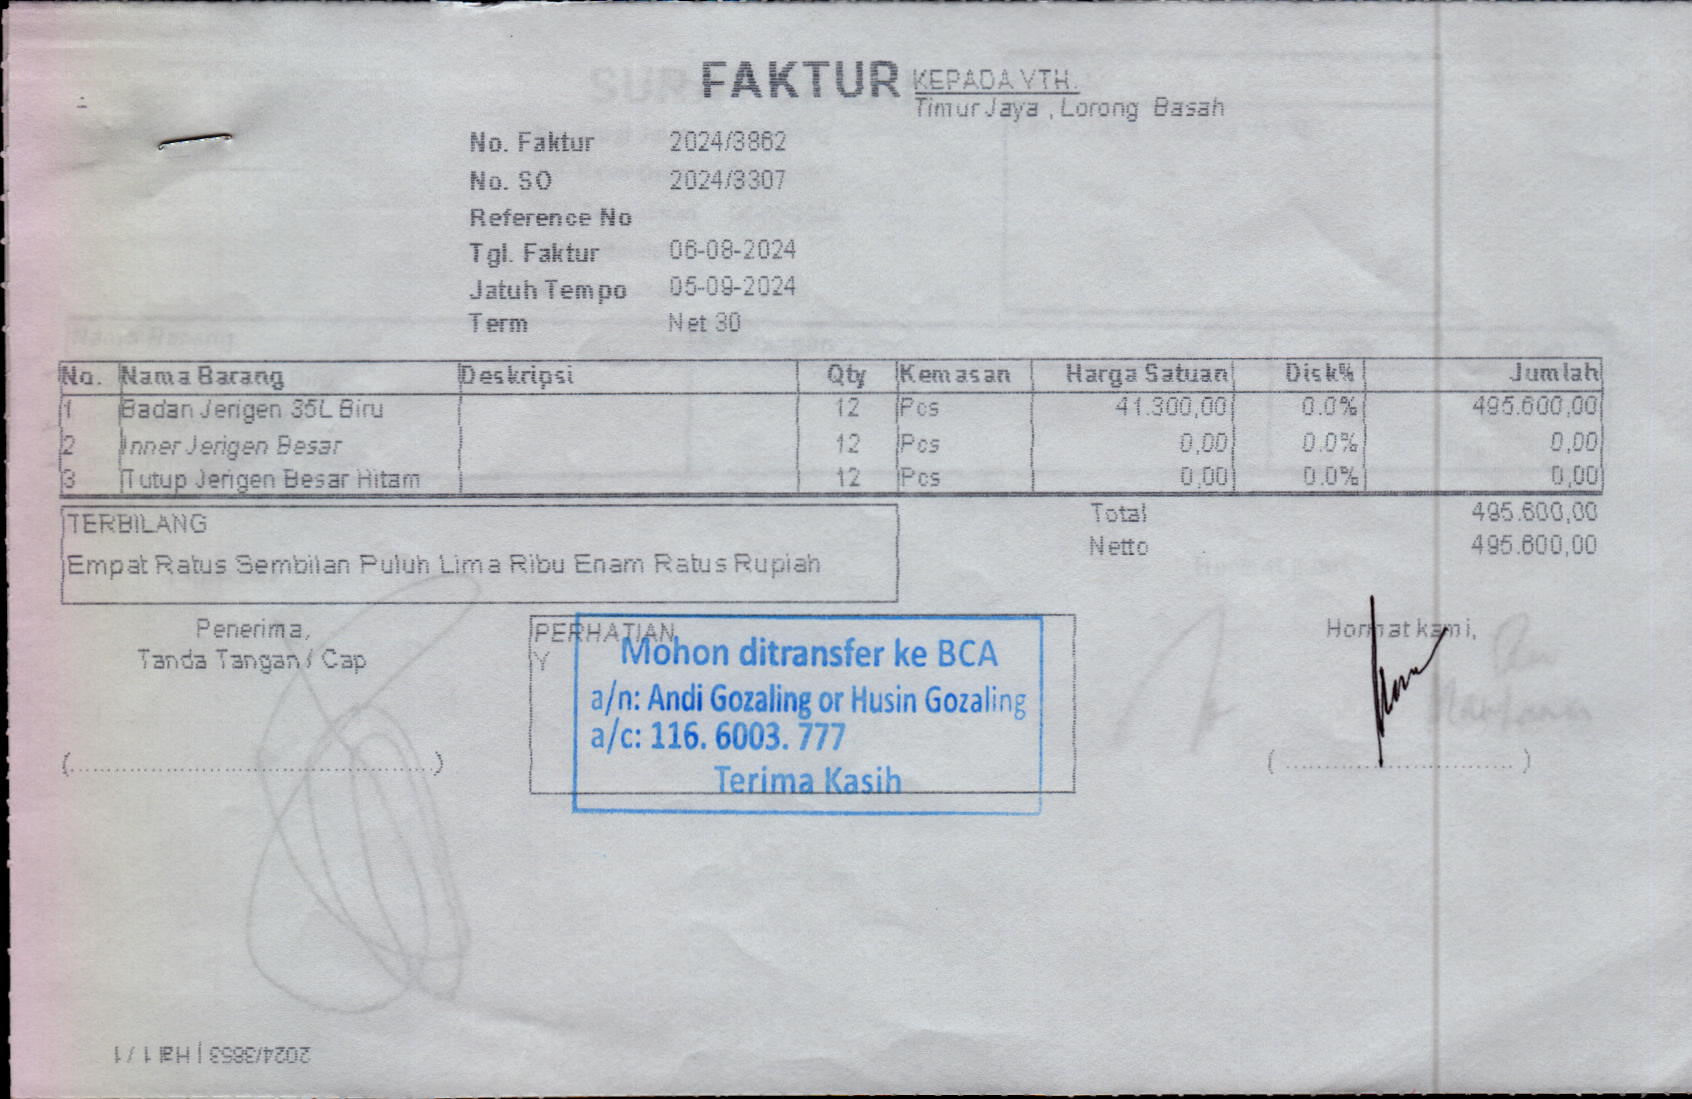 FAKTUR
KEPADA YTH.
Timur Jaya , Lorong Basah
No. Faktur 2024/3862
No. SO 2024/3307
Reference No
Tgl. Faktur 06-08-2024
Jatuh Tempo 05-09-2024
Term Net 30
No. Nama Barang Deskripsi Qty Kemasan Harga Satuan Disk% Jumlah
1 Badan Jerigen 35L Biru 12 Pcs 41.300,00 0.0% 495.600,00
2 Inner Jerigen Besar 12 Pcs 0,00 0.0% 0,00
3 Tutup Jerigen Besar Hitam 12 Pcs 0,00 0.0% 0,00
Total 495.600,00
Netto 495.600,00
TERBILANG
Empat Ratus Sembilan Puluh Lima Ribu Enam Ratus Rupiah
Penerima,
Tanda Tangan / Cap
(........................................)
PERHATIAN
Y
Mohon ditransfer ke BCA
a/n: Andi Gozaling or Husin Gozaling
a/c: 116. 6003. 777
Terima Kasih
Hormat kami,
(........................................)
2024/3653 | Hal 1 / 1